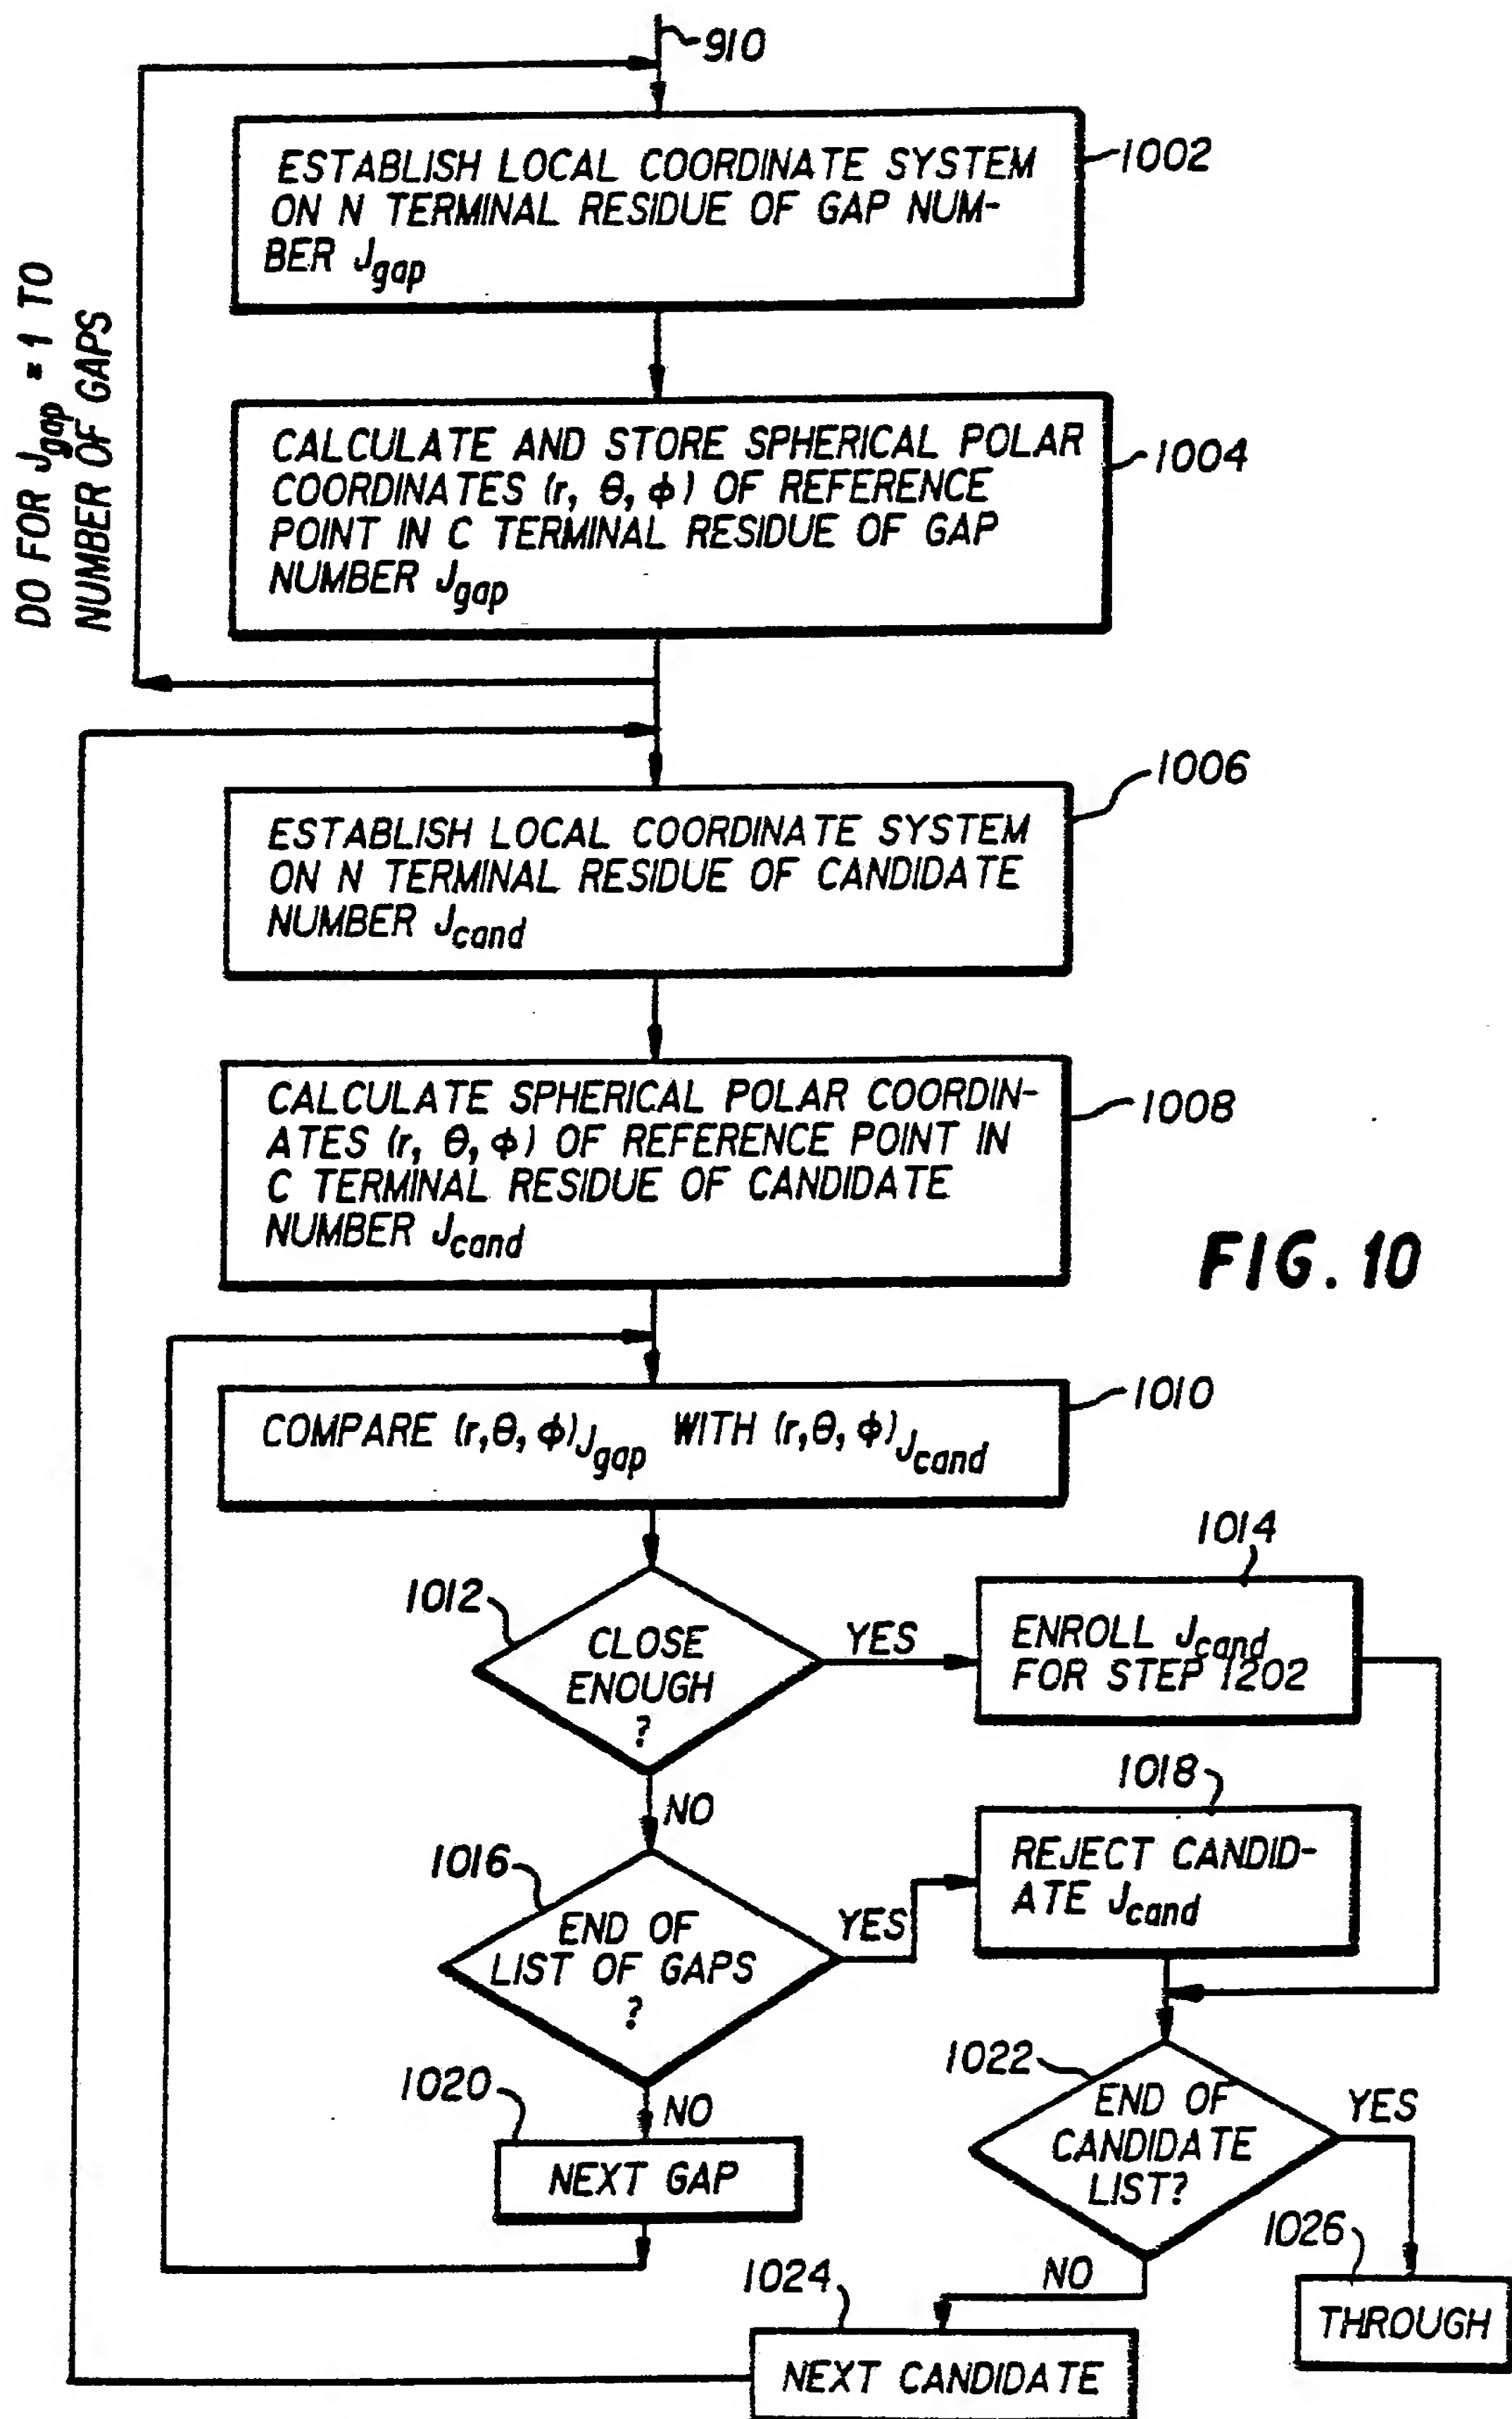 910
ESTABLISH LOCAL COORDINATE SYSTEM
ON N TERMINAL RESIDUE OF GAP NUM-
BER Jgap
1002
DO FOR Jgap = 1 TO
NUMBER OF GAPS
CALCULATE AND STORE SPHERICAL POLAR
COORDINATES (r, θ, φ) OF REFERENCE
POINT IN C TERMINAL RESIDUE OF GAP
NUMBER Jgap
1004
1006
ESTABLISH LOCAL COORDINATE SYSTEM
ON N TERMINAL RESIDUE OF CANDIDATE
NUMBER Jcand
CALCULATE SPHERICAL POLAR COORDIN-
ATES (r, θ, φ) OF REFERENCE POINT IN
C TERMINAL RESIDUE OF CANDIDATE
NUMBER Jcand
1008
FIG. 10
COMPARE (r,θ, φ)Jgap WITH (r,θ, φ)Jcand
1010
1012
CLOSE
ENOUGH
?
YES
1014
ENROLL Jcand
FOR STEP 1202
NO
1016
END OF
LIST OF GAPS
?
YES
1018
REJECT CANDID-
ATE Jcand
NO
1020
NEXT GAP
1022
END OF
CANDIDATE
LIST?
YES
NO
1024
NEXT CANDIDATE
1026
THROUGH